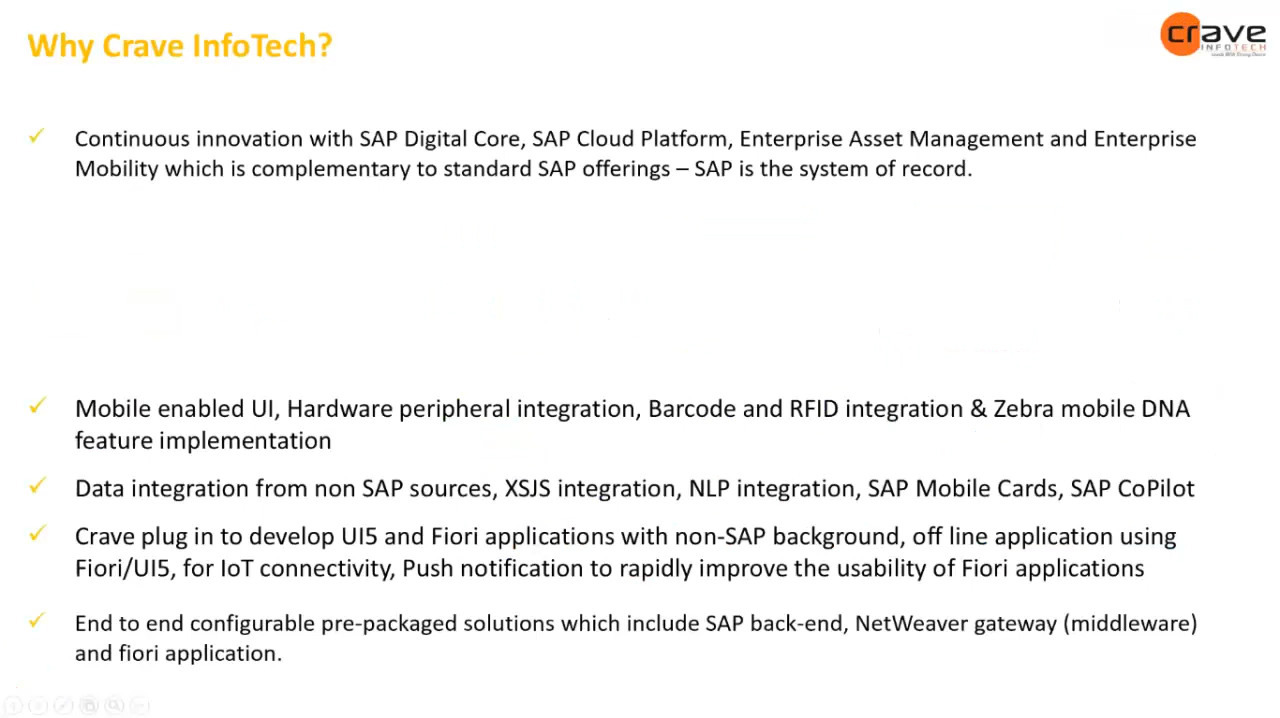 Why Crave InfoTech?
crave
INFOTECH
Continuous innovation with SAP Digital Core, SAP Cloud Platform, Enterprise Asset Management and Enterprise
Mobility which is complementary to standard SAP offerings – SAP is the system of record.
Mobile enabled UI, Hardware peripheral integration, Barcode and RFID integration & Zebra mobile DNA
feature implementation
Data integration from non SAP sources, XSJS integration, NLP integration, SAP Mobile Cards, SAP CoPilot
Crave plug in to develop UI5 and Fiori applications with non-SAP background, off line application using
Fiori/UI5, for IoT connectivity, Push notification to rapidly improve the usability of Fiori applications
End to end configurable pre-packaged solutions which include SAP back-end, NetWeaver gateway (middleware)
and fiori application.